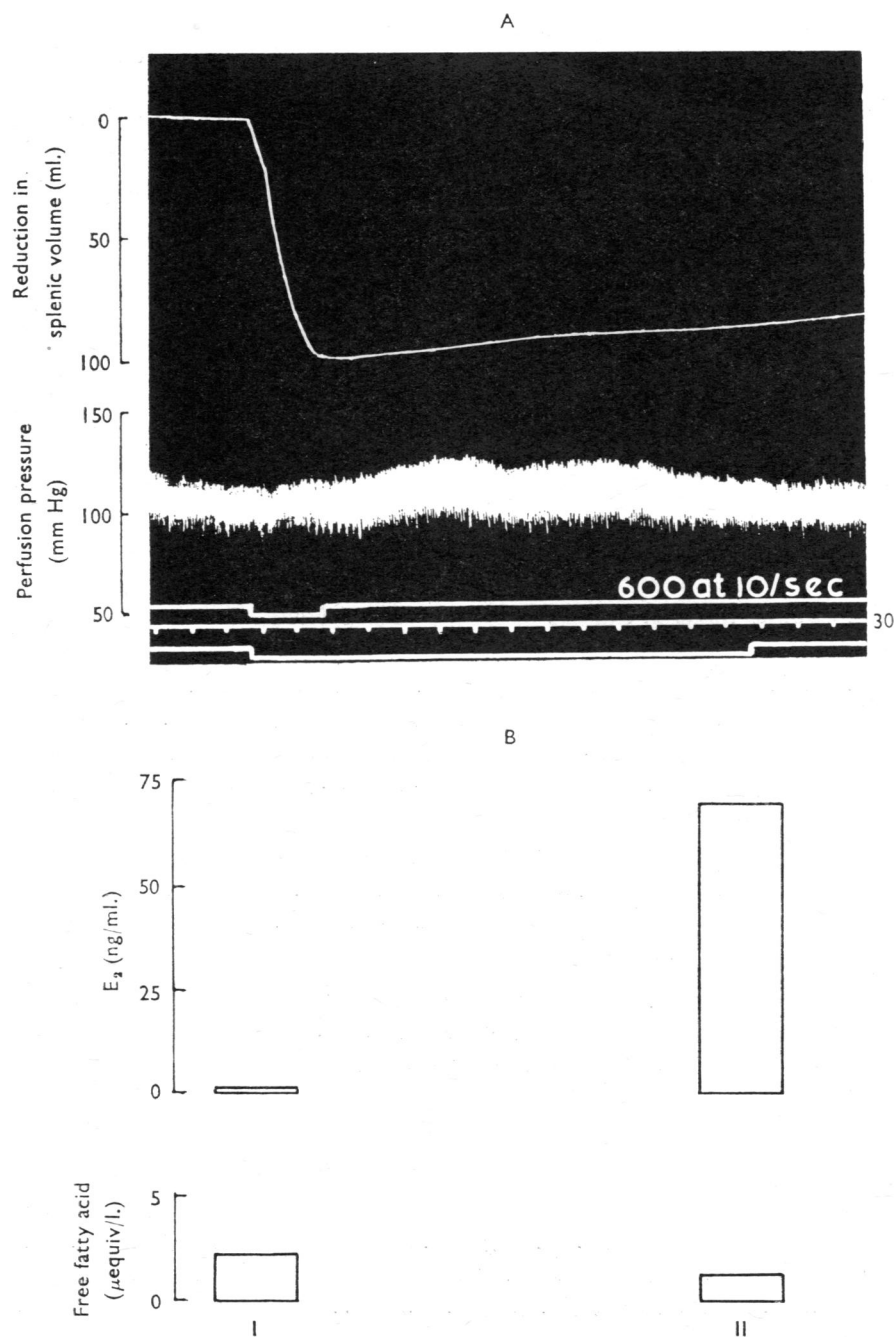 A
Reduction in
splenic volume (ml.)
0
50
100
Perfusion pressure
(mm Hg)
150
100
50
600 at 10/sec
30
B
E₂ (ng/ml.)
75
50
25
0
Free fatty acid
(μequiv/l.)
5
0
I
II